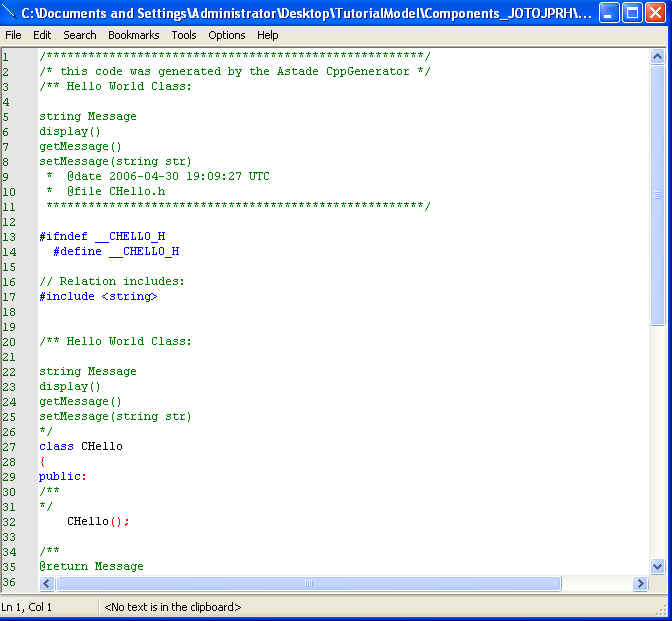 C:\Documents and Settings\Administrator\Desktop\TutorialModel\Components_JOTOJPRH\...
File Edit Search Bookmarks Tools Options Help
1 /******************************************************/
2 /* this code was generated by the Astade CppGenerator */
3 /** Hello World Class:
4
5 string Message
6 display()
7 getMessage()
8 setMessage(string str)
9 * @date 2006-04-30 19:09:27 UTC
10 * @file CHello.h
11 ******************************************************/
12
13 #ifndef __CHELLO_H
14 #define __CHELLO_H
15
16 // Relation includes:
17 #include <string>
18
19
20 /** Hello World Class:
21
22 string Message
23 display()
24 getMessage()
25 setMessage(string str)
26 */
27 class CHello
28 {
29 public:
30 /**
31 */
32 CHello();
33
34 /**
35 @return Message
36
Ln 1, Col 1 <No text is in the clipboard>